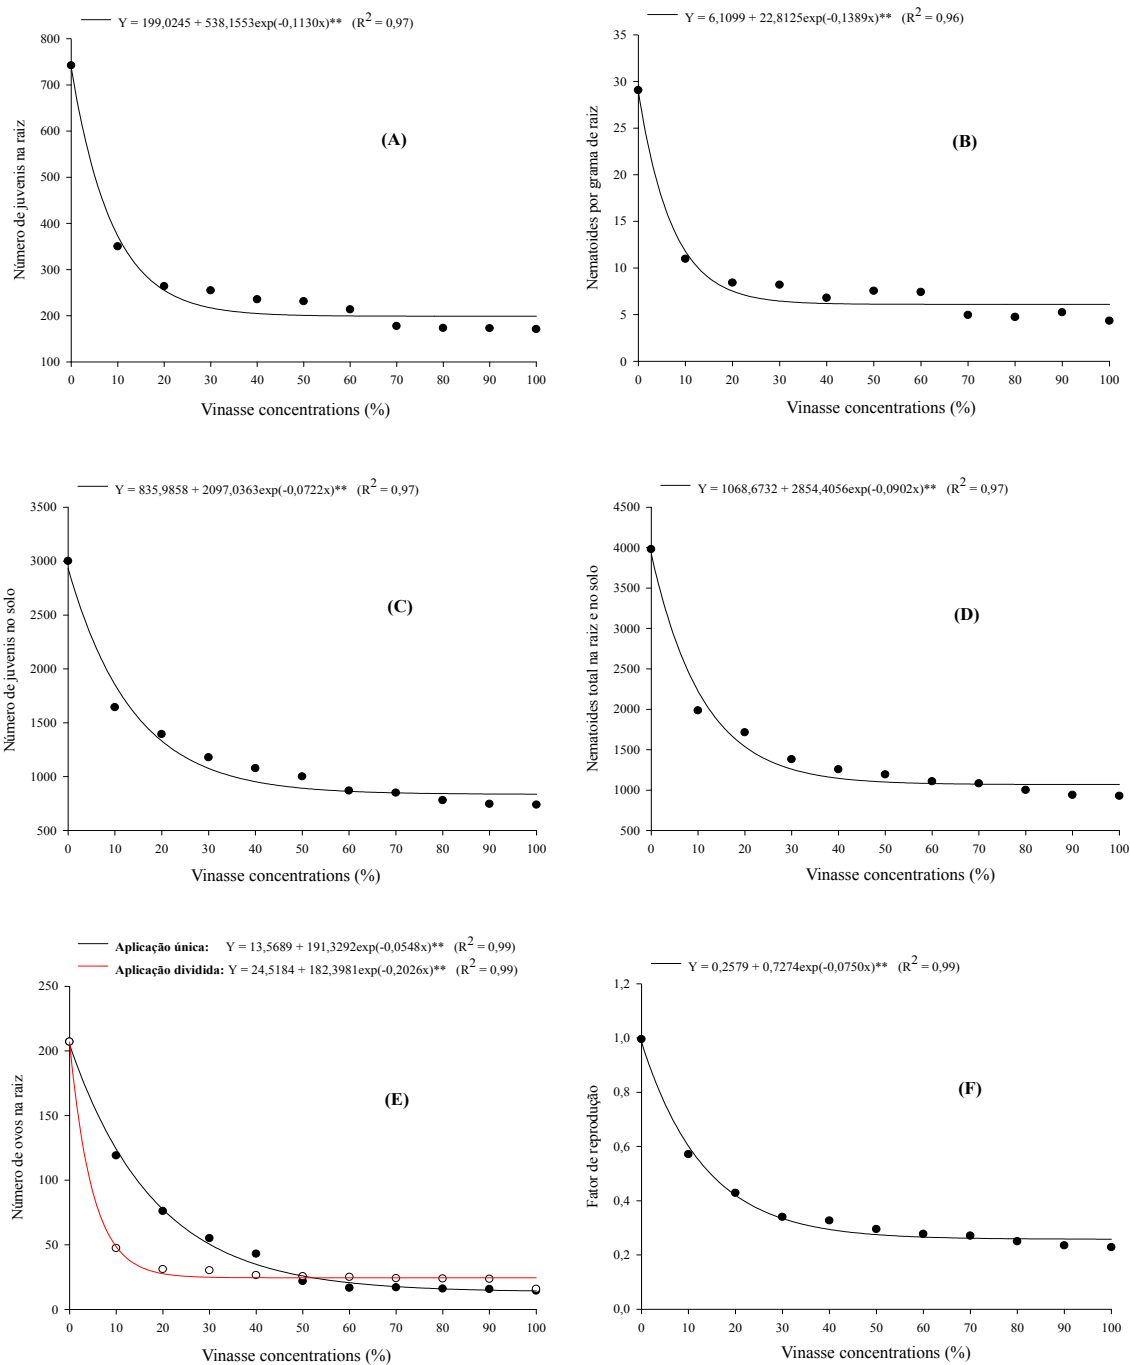 Y = 199,0245 + 538,1553exp(-0,1130x)** (R2 = 0,97)
800
700
600
500
400
300
200
100
Número de juvenis na raiz
(A)
0 10 20 30 40 50 60 70 80 90 100
Vinasse concentrations (%)
Y = 6,1099 + 22,8125exp(-0,1389x)** (R2 = 0,96)
35
30
25
20
15
10
5
0
Nematoides por grama de raiz
(B)
0 10 20 30 40 50 60 70 80 90 100
Vinasse concentrations (%)
Y = 835,9858 + 2097,0363exp(-0,0722x)** (R2 = 0,97)
3500
3000
2500
2000
1500
1000
500
Número de juvenis no solo
(C)
0 10 20 30 40 50 60 70 80 90 100
Vinasse concentrations (%)
Y = 1068,6732 + 2854,4056exp(-0,0902x)** (R2 = 0,97)
4500
4000
3500
3000
2500
2000
1500
1000
500
Nematoides total na raiz e no solo
(D)
0 10 20 30 40 50 60 70 80 90 100
Vinasse concentrations (%)
Aplicação única: Y = 13,5689 + 191,3292exp(-0,0548x)** (R2 = 0,99)
Aplicação dividida: Y = 24,5184 + 182,3981exp(-0,2026x)** (R2 = 0,99)
250
200
150
100
50
0
Número de ovos na raiz
(E)
0 10 20 30 40 50 60 70 80 90 100
Vinasse concentrations (%)
Y = 0,2579 + 0,7274exp(-0,0750x)** (R2 = 0,99)
1,2
1,0
0,8
0,6
0,4
0,2
0,0
Fator de reprodução
(F)
0 10 20 30 40 50 60 70 80 90 100
Vinasse concentrations (%)